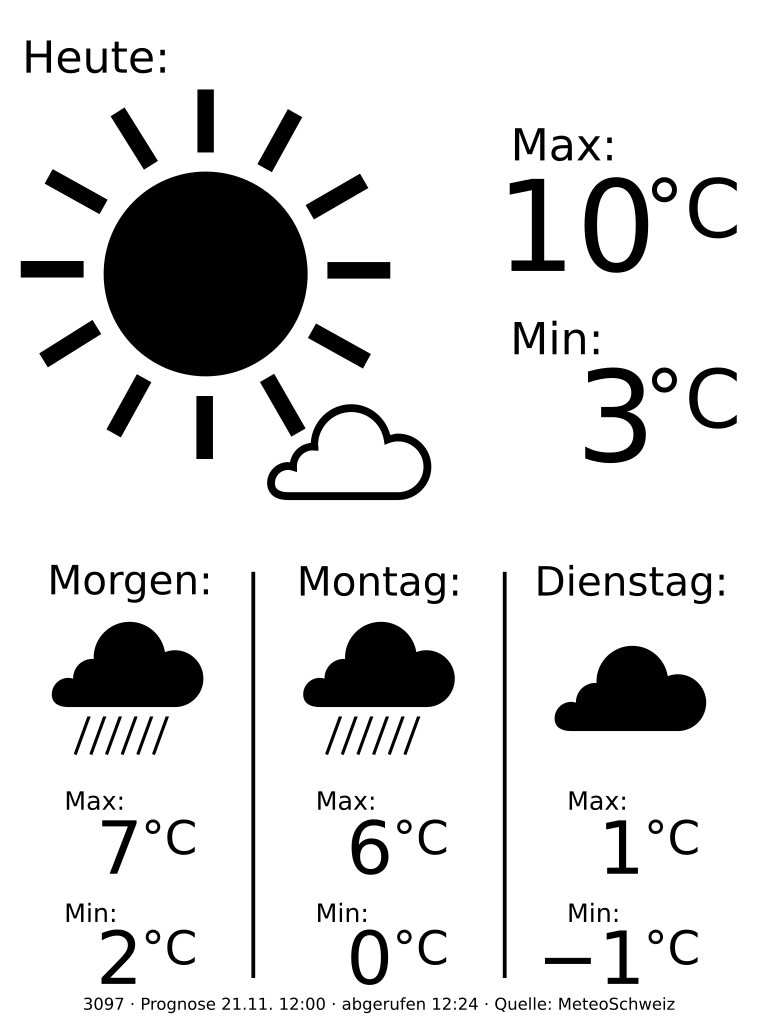 Heute:
Max:
10°C
Min:
3°C
Morgen:
Max:
7°C
Min:
2°C
Montag:
Max:
6°C
Min:
0°C
Dienstag:
Max:
1°C
Min:
−1°C
3097 · Prognose 21.11. 12:00 · abgerufen 12:24 · Quelle: MeteoSchweiz